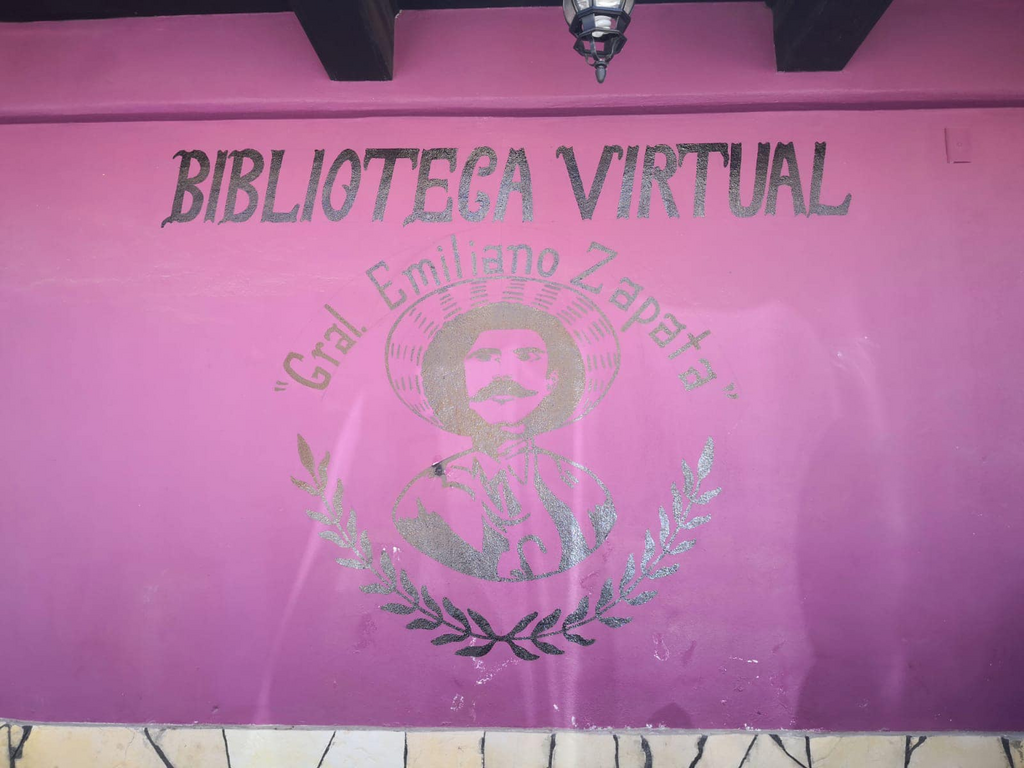 BIBLIOTECA VIRTUAL
"Gral. Emiliano Zapata"